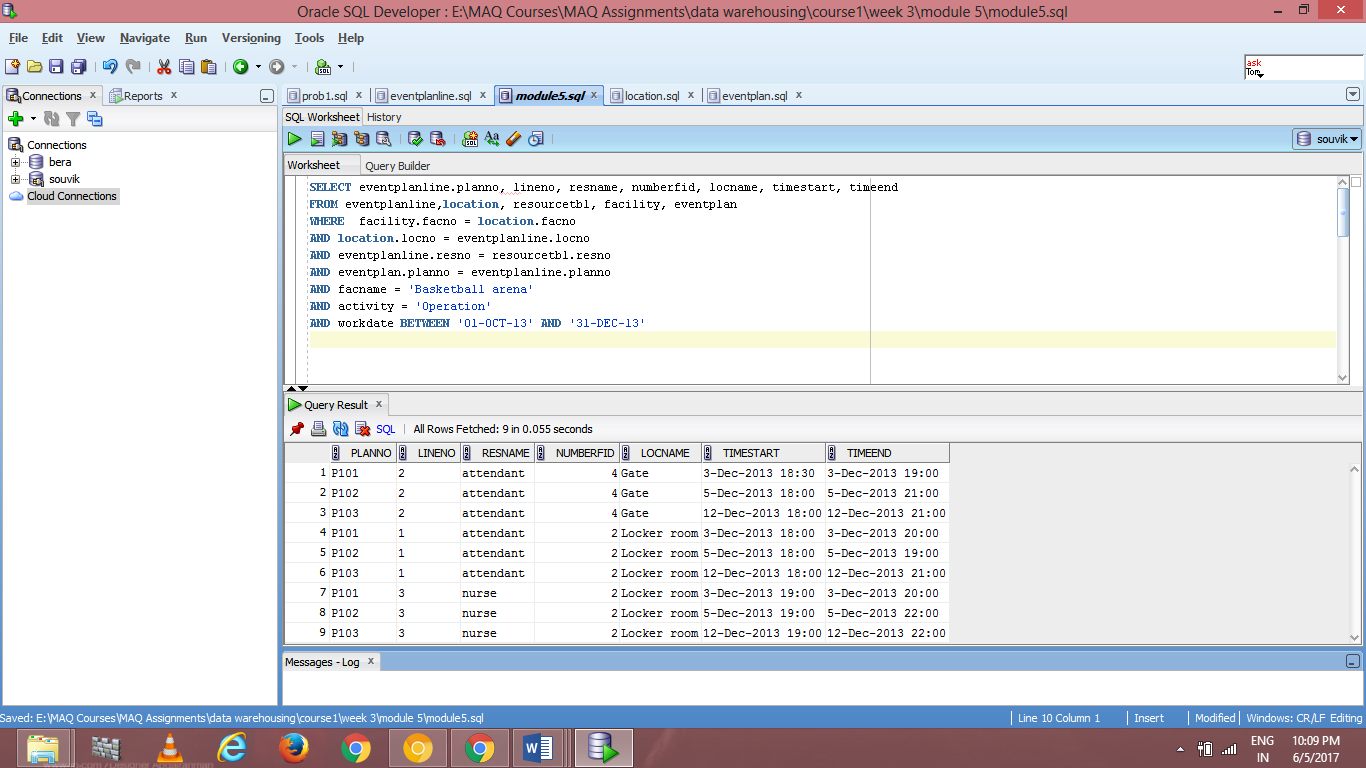 Oracle SQL Developer : E:\MAQ Courses\MAQ Assignments\data warehousing\course1\week 3\module 5\module5.sql
File Edit View Navigate Run Versioning Tools Help
ask
Tom
Connections x Reports x
prob1.sql x eventplanline.sql x module5.sql x location.sql x eventplan.sql x
SQL Worksheet History
souvik
Worksheet Query Builder
Connections
bera
souvik
Cloud Connections
SELECT eventplanline.planno, lineno, resname, numberfid, locname, timestart, timeend
FROM eventplanline,location, resourcetbl, facility, eventplan
WHERE  facility.facno = location.facno
AND location.locno = eventplanline.locno
AND eventplanline.resno = resourcetbl.resno
AND eventplan.planno = eventplanline.planno
AND facname = 'Basketball arena'
AND activity = 'Operation'
AND workdate BETWEEN '01-OCT-13' AND '31-DEC-13'
Query Result x
SQL | All Rows Fetched: 9 in 0.055 seconds
PLANNO LINENO RESNAME NUMBERFID LOCNAME TIMESTART TIMEEND
1 P101 2 attendant 4 Gate 3-Dec-2013 18:30 3-Dec-2013 19:00
2 P102 2 attendant 4 Gate 5-Dec-2013 18:00 5-Dec-2013 21:00
3 P103 2 attendant 4 Gate 12-Dec-2013 18:00 12-Dec-2013 21:00
4 P101 1 attendant 2 Locker room 3-Dec-2013 18:00 3-Dec-2013 20:00
5 P102 1 attendant 2 Locker room 5-Dec-2013 18:00 5-Dec-2013 19:00
6 P103 1 attendant 2 Locker room 12-Dec-2013 18:00 12-Dec-2013 21:00
7 P101 3 nurse 2 Locker room 3-Dec-2013 19:00 3-Dec-2013 20:00
8 P102 3 nurse 2 Locker room 5-Dec-2013 19:00 5-Dec-2013 22:00
9 P103 3 nurse 2 Locker room 12-Dec-2013 19:00 12-Dec-2013 22:00
Messages - Log x
Saved: E:\MAQ Courses\MAQ Assignments\data warehousing\course1\week 3\module 5\module5.sql
Line 10 Column 1 | Insert | Modified | Windows: CR/LF Editing
ENG
IN
10:09 PM
6/5/2017